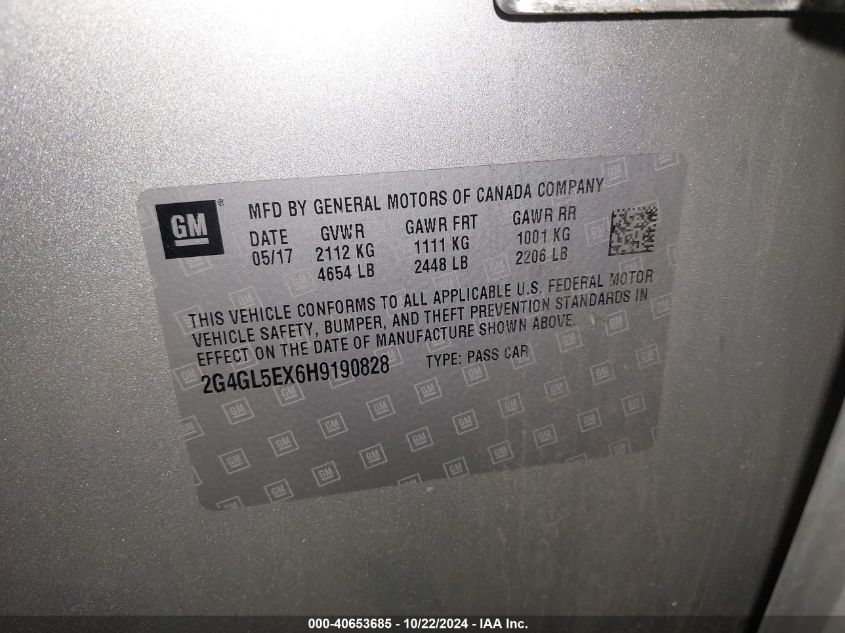 GM ® MFD BY GENERAL MOTORS OF CANADA COMPANY
DATE GVWR GAWR FRT GAWR RR
05/17 2112 KG 1111 KG 1001 KG
4654 LB 2448 LB 2206 LB
THIS VEHICLE CONFORMS TO ALL APPLICABLE U.S. FEDERAL MOTOR
VEHICLE SAFETY, BUMPER, AND THEFT PREVENTION STANDARDS IN
EFFECT ON THE DATE OF MANUFACTURE SHOWN ABOVE.
2G4GL5EX6H9190828 TYPE: PASS CAR
000-40653685 - 10/22/2024 - IAA Inc.